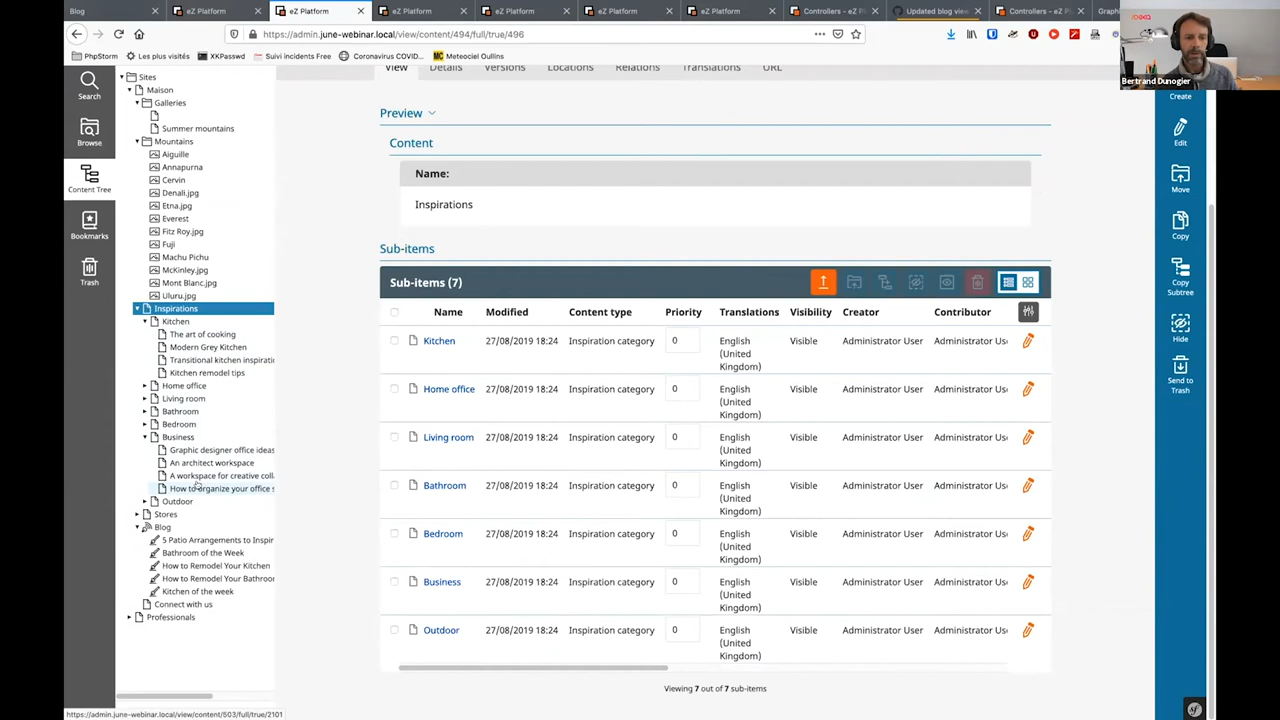 Blog
eZ Platform
eZ Platform
eZ Platform
eZ Platform
eZ Platform
eZ Platform
Controllers – eZ P
Updated blog view
Controllers – eZ P
Graph
https://admin.june-webinar.local/view/content/494/full/true/496
PhpStorm
Les plus visités
XKPasswd
Suivi incidents Free
Coronavirus COVID...
Meteociel Oullins
Bertrand Dunogier
Search
Browse
Content Tree
Bookmarks
Trash
Sites
Maison
Galleries
Summer mountains
Mountains
Aiguille
Annapurna
Cervin
Denali.jpg
Etna.jpg
Everest
Fitz Roy.jpg
Fuji
Machu Pichu
McKinley.jpg
Mont Blanc.jpg
Uluru.jpg
Inspirations
Kitchen
The art of cooking
Modern Grey Kitchen
Transitional kitchen inspiratio
Kitchen remodel tips
Home office
Living room
Bathroom
Bedroom
Business
Graphic designer office ideas
An architect workspace
A workspace for creative coll
How to organize your office s
Outdoor
Stores
Blog
5 Patio Arrangements to Inspir
Bathroom of the Week
How to Remodel Your Kitchen
How to Remodel Your Bathroo
Kitchen of the week
Connect with us
Professionals
View Details Versions Locations Relations Translations URL
Preview
Content
Name:
Inspirations
Sub-items
Sub-items (7)
Name Modified Content type Priority Translations Visibility Creator Contributor
Kitchen 27/08/2019 18:24 Inspiration category 0 English (United Kingdom) Visible Administrator User Administrator Us
Home office 27/08/2019 18:24 Inspiration category 0 English (United Kingdom) Visible Administrator User Administrator Us
Living room 27/08/2019 18:24 Inspiration category 0 English (United Kingdom) Visible Administrator User Administrator Us
Bathroom 27/08/2019 18:24 Inspiration category 0 English (United Kingdom) Visible Administrator User Administrator Us
Bedroom 27/08/2019 18:24 Inspiration category 0 English (United Kingdom) Visible Administrator User Administrator Us
Business 27/08/2019 18:24 Inspiration category 0 English (United Kingdom) Visible Administrator User Administrator Us
Outdoor 27/08/2019 18:24 Inspiration category 0 English (United Kingdom) Visible Administrator User Administrator Us
Viewing 7 out of 7 sub-items
Create
Edit
Move
Copy
Copy
Subtree
Hide
Send to
Trash
https://admin.june-webinar.local/view/content/503/full/true/2101